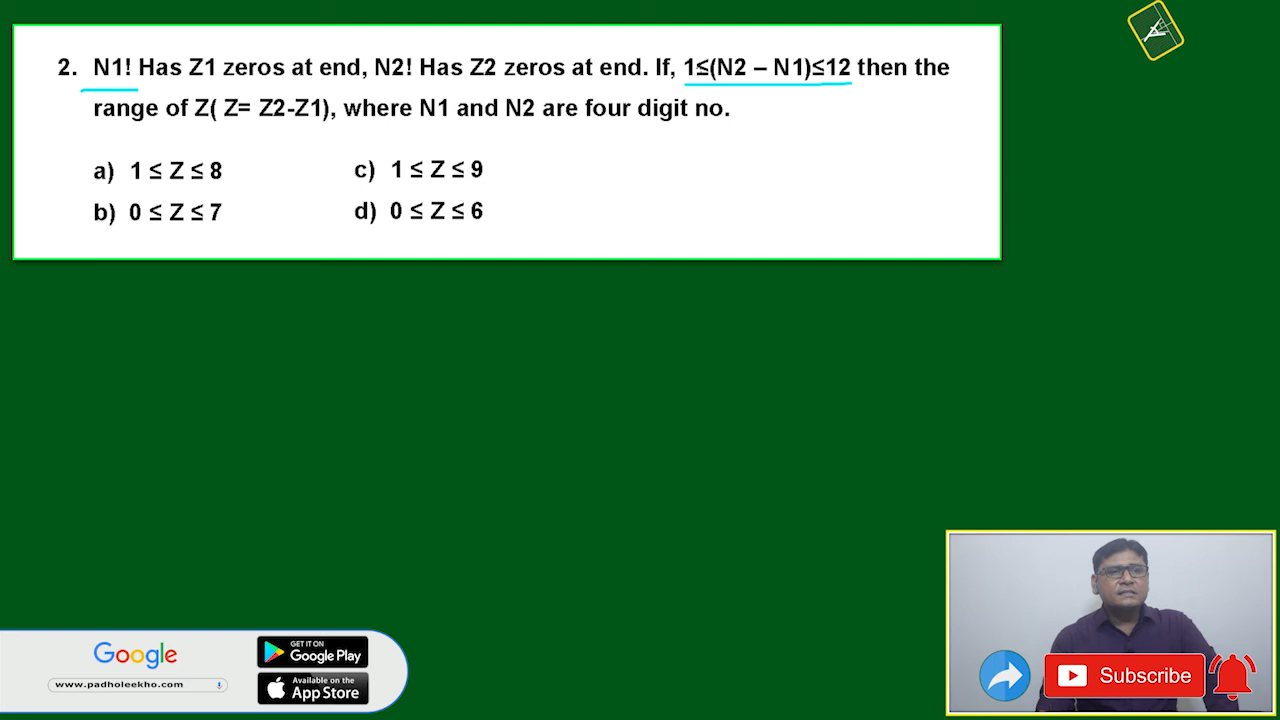 2. N1! Has Z1 zeros at end, N2! Has Z2 zeros at end. If, 1≤(N2 – N1)≤12 then the
range of Z( Z= Z2-Z1), where N1 and N2 are four digit no.
a) 1 ≤ Z ≤ 8 c) 1 ≤ Z ≤ 9
b) 0 ≤ Z ≤ 7 d) 0 ≤ Z ≤ 6
Google
www.padholeekho.com
GET IT ON
Google Play
Available on the
App Store
Subscribe